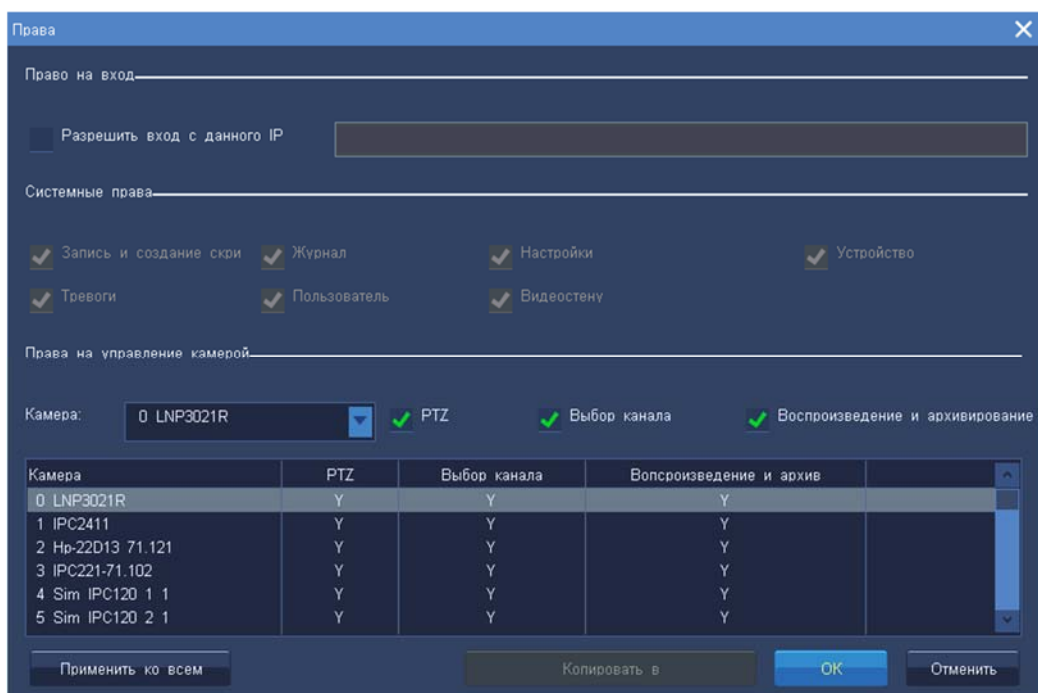 Права
Право на вход
Разрешить вход с данного IP
Системные права
Запись и создание скри Журнал Настройки Устройство
Тревоги Пользователь Видеостену
Права на управление камерой
Камера: 0 LNP3021R PTZ Выбор канала Воспроизведение и архивирование
Камера PTZ Выбор канала Вопсроизведение и архив
0 LNP3021R Y Y Y
1 IPC2411 Y Y Y
2 Hp-22D13 71.121 Y Y Y
3 IPC221-71.102 Y Y Y
4 Sim IPC120 1 1 Y Y Y
5 Sim IPC120 2 1 Y Y Y
Применить ко всем Копировать в OK Отменить